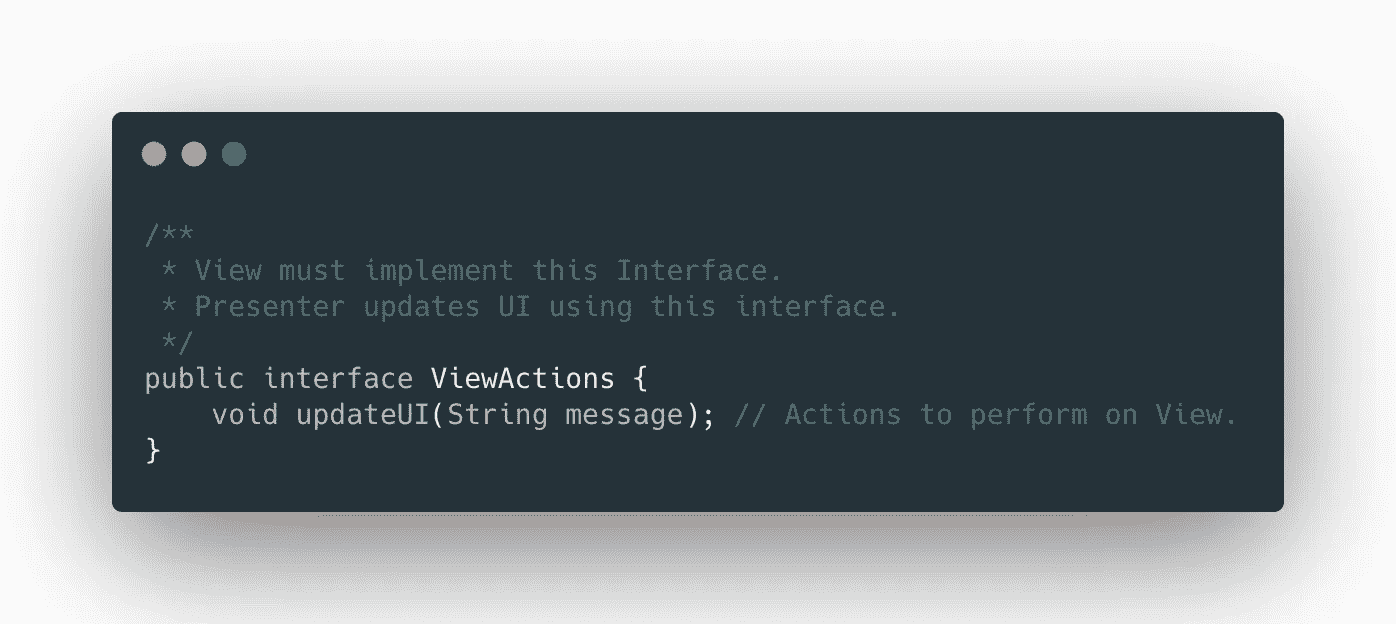 /**
 * View must implement this Interface.
 * Presenter updates UI using this interface.
 */
public interface ViewActions {
    void updateUI(String message); // Actions to perform on View.
}